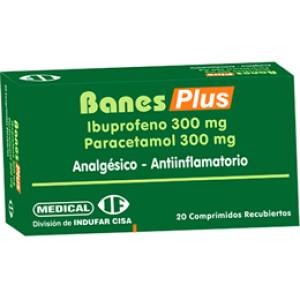 Banes Plus
Ibuprofeno 300 mg
Paracetamol 300 mg
Analgésico - Antiinflamatorio
20 Comprimidos Recubiertos
MEDICAL
División de INDUFAR CISA